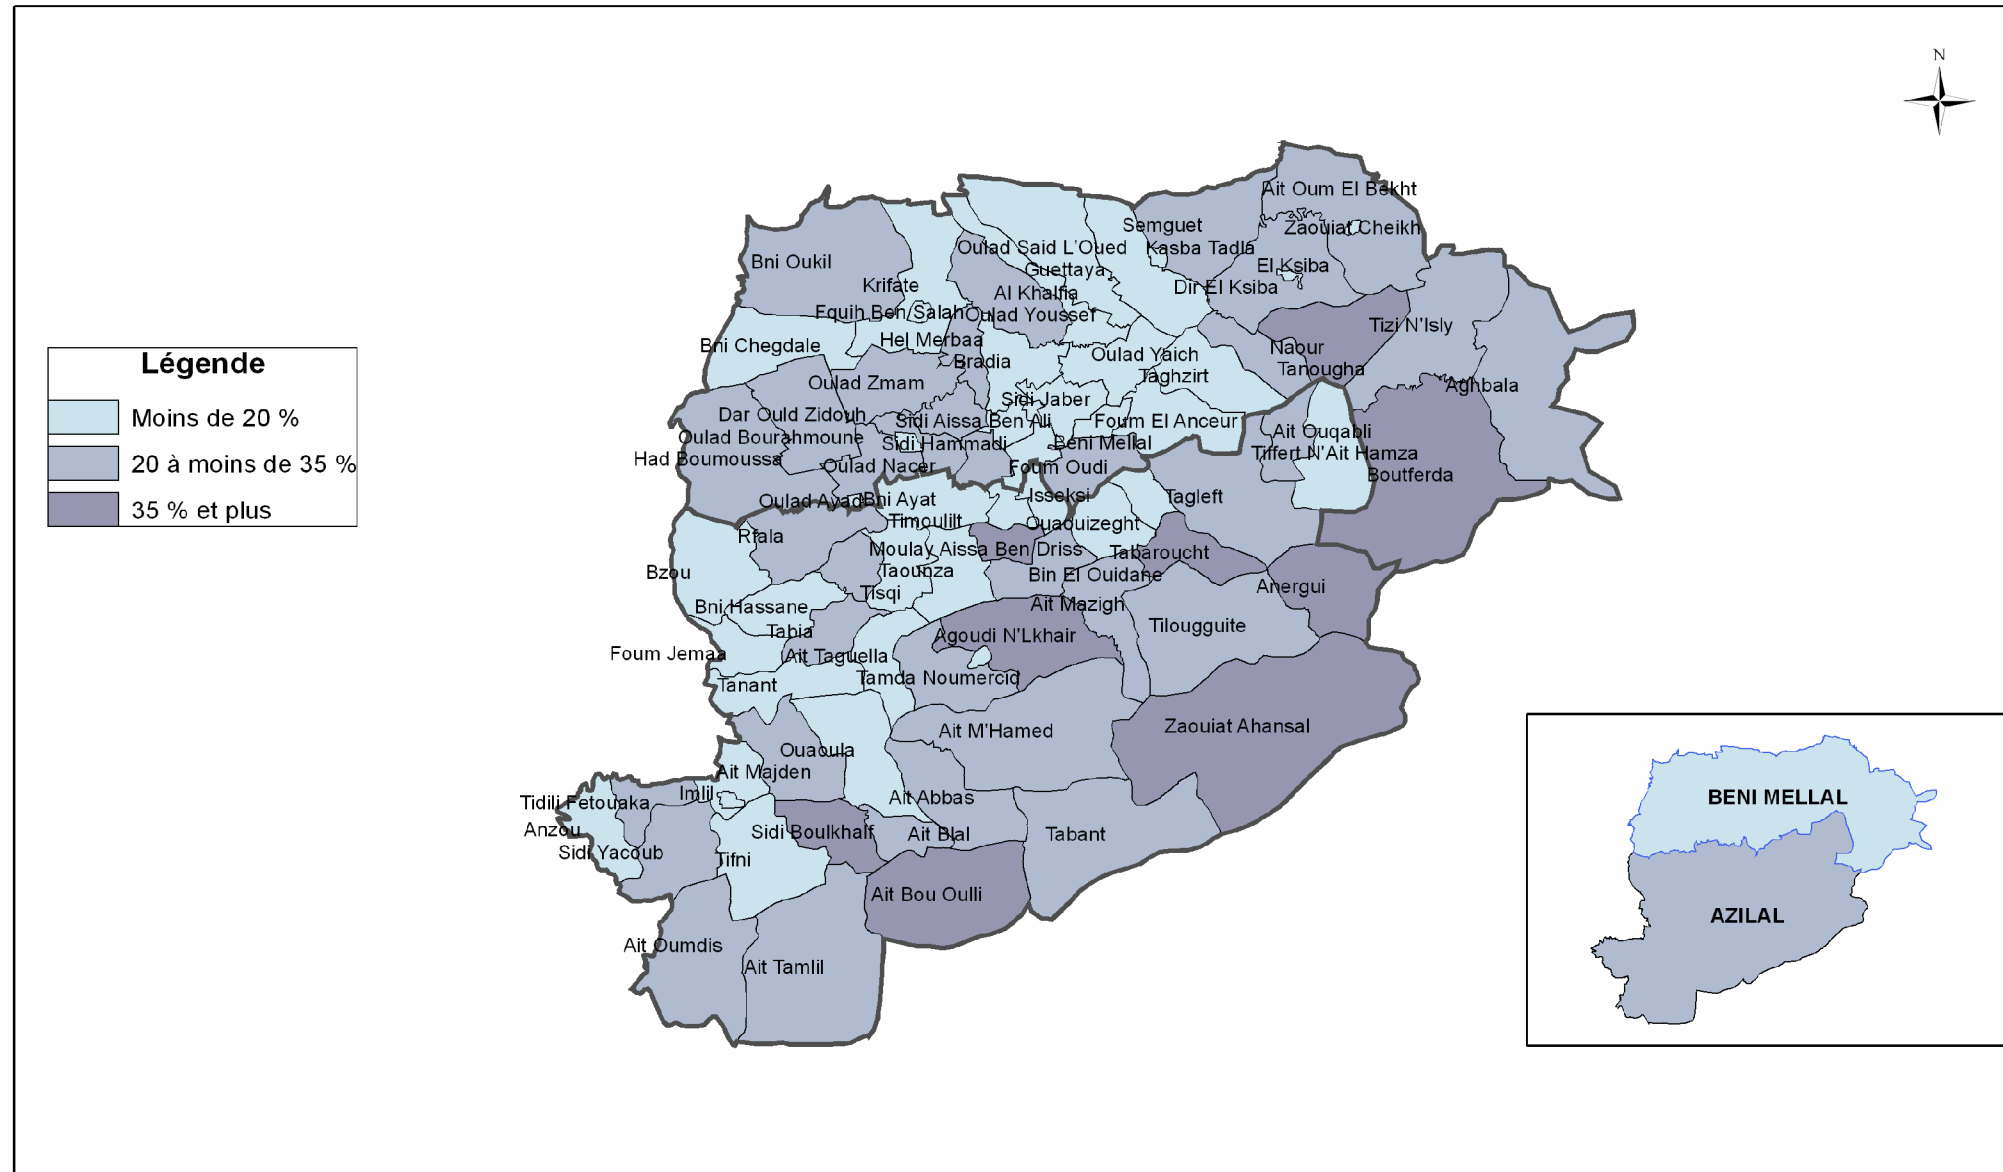 N
Ait Oum El Bekht
Semguet
Zaouiat Cheikh
Oulad Said L'Oued
Kasba Tadla
Bni Oukil
Guettaya
El Ksiba
Krifate
Al Khalfia
Dir El Ksiba
Fquih Ben Salah
Oulad Youssef
Tizi N'Isly
Bni Chegdale
Hel Merbaa
Naour
Bradia
Oulad Yaich
Tanougha
Légende
Oulad Zmam
Taghzirt
Aghbala
Sidi Jaber
Moins de 20 %
Dar Ould Zidouh
Sidi Aissa Ben Ali
Foum El Anceur
Ait Ouqabli
Oulad Bourahmoune
Sidi Hammadi
Beni Mellal
Tiffert N'Ait Hamza
20 à moins de 35 %
Had Boumoussa
Oulad Nacer
Foum Oudi
Boutferda
35 % et plus
Oulad Ayad
Bni Ayat
Isseksi
Tagleft
Timoulilt
Ouaouizeght
Rfala
Moulay Aissa Ben Driss
Tabaroucht
Bzou
Taounza
Bin El Ouidane
Anergui
Tisqi
Bni Hassane
Ait Mazigh
Tabia
Agoudi N'Lkhair
Tilougguite
Foum Jemaa
Ait Taguella
Tanant
Tamda Noumercid
Ait M'Hamed
Zaouiat Ahansal
Ouaoula
Ait Majden
Imlil
Ait Abbas
BENI MELLAL
Tidili Fetouaka
Anzou
Sidi Boulkhalf
Ait Blal
Tabant
Sidi Yacoub
Tifni
Ait Bou Oulli
AZILAL
Ait Oumdis
Ait Tamlil